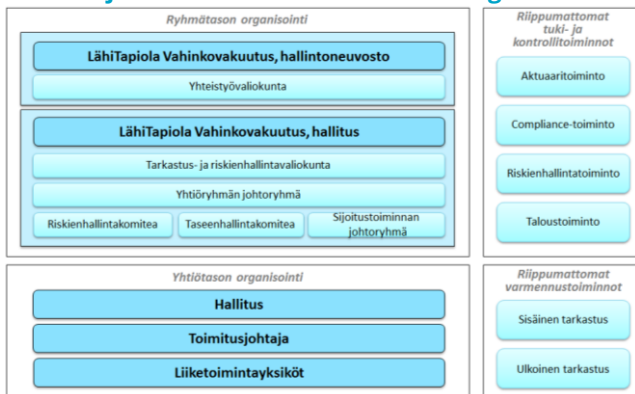 Ryhmätason organisointi
LähiTapiola Vahinkovakuutus, hallintoneuvosto
Yhteistyövaliokunta
LähiTapiola Vahinkovakuutus, hallitus
Tarkastus- ja riskienhallintavaliokunta
Yhtiöryhmän johtoryhmä
Riskienhallintakomitea
Taseenhallintakomitea
Sijoitustoiminnan
johtoryhmä
Riippumattomat
tuki- ja
kontrollitoiminnot
Aktuaaritoiminto
Compliance-toiminto
Riskienhallintatoiminto
Taloustoiminto
Yhtiötason organisointi
Hallitus
Toimitusjohtaja
Liiketoimintayksiköt
Riippumattomat
varmennustoiminnot
Sisäinen tarkastus
Ulkoinen tarkastus